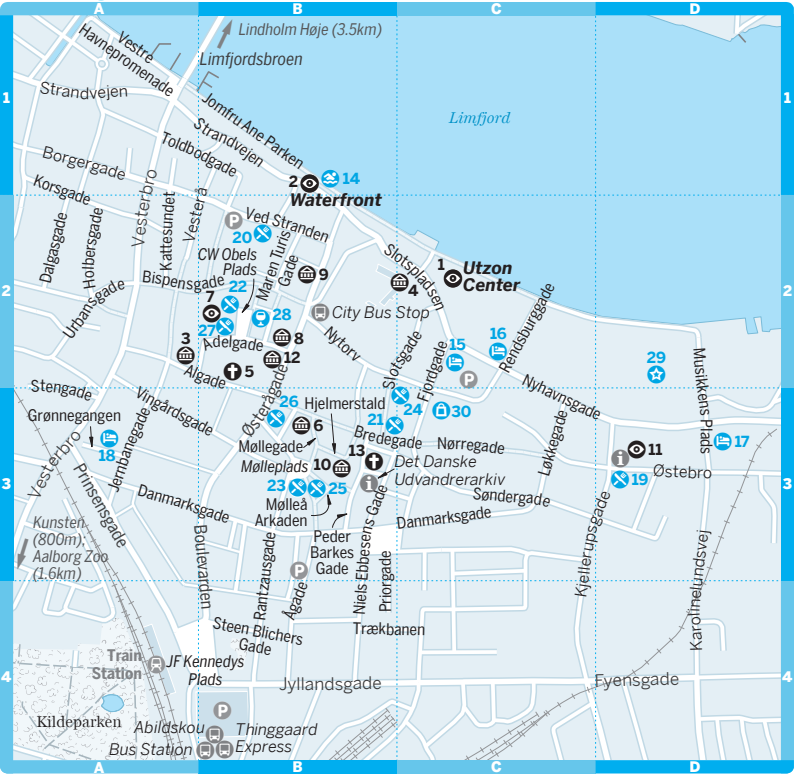 A
B
C
D
Lindholm Høje (3.5km)
Vestre
Havnepromenade
Limfjordsbroen
Strandvejen
1
1
Jomfru Ane Parken
Strandvejen
Limfjord
Toldbodgade
Borgergade
2
14
Waterfront
Korsgade
Vesterbro
Kattesundet
Vesterå
P
Ved Stranden
20
Dalgasgade
Holbersgade
CW Obels
Plads
Maren Turis
Gade
Slotspladsen
1
Utzon
Center
9
4
Bispensgade
2
2
Urbansgade
7
22
27
28
City Bus Stop
Rendsburggade
Adelgade
8
Nytorv
3
12
Slotsgade
Fjordgade
15
16
29
Algade
5
P
Nyhavnsgade
Musikkens Plads
Stengade
Vingårdsgade
Østerågade
Hjelmerstald
24
30
Grønnegangen
26
6
21
Bredegade
Nørregade
Løkkegade
11
17
18
Jernbanegade
Møllegade
13
Det Danske
Udvandrerarkiv
Østebro
Vesterbro
Mølleplads
10
3
3
23
25
19
Prinsensgade
Danmarksgade
Mølleå
Arkaden
Søndergade
Danmarksgade
Kunsten
(800m);
Aalborg Zoo
(1.6km)
Boulevarden
Rantzausgade
Peder
Barkes
Gade
Niels Ebbesens Gade
Priorgade
Kjellerupsgade
Karolinelundsvej
P
Ågade
Steen Blichers
Gade
Trækbanen
Train
Station
JF Kennedys
Plads
4
4
Jyllandsgade
Fyensgade
Kildeparken
P
Abildskou
Thinggaard
Express
Bus Station
A
B
C
D